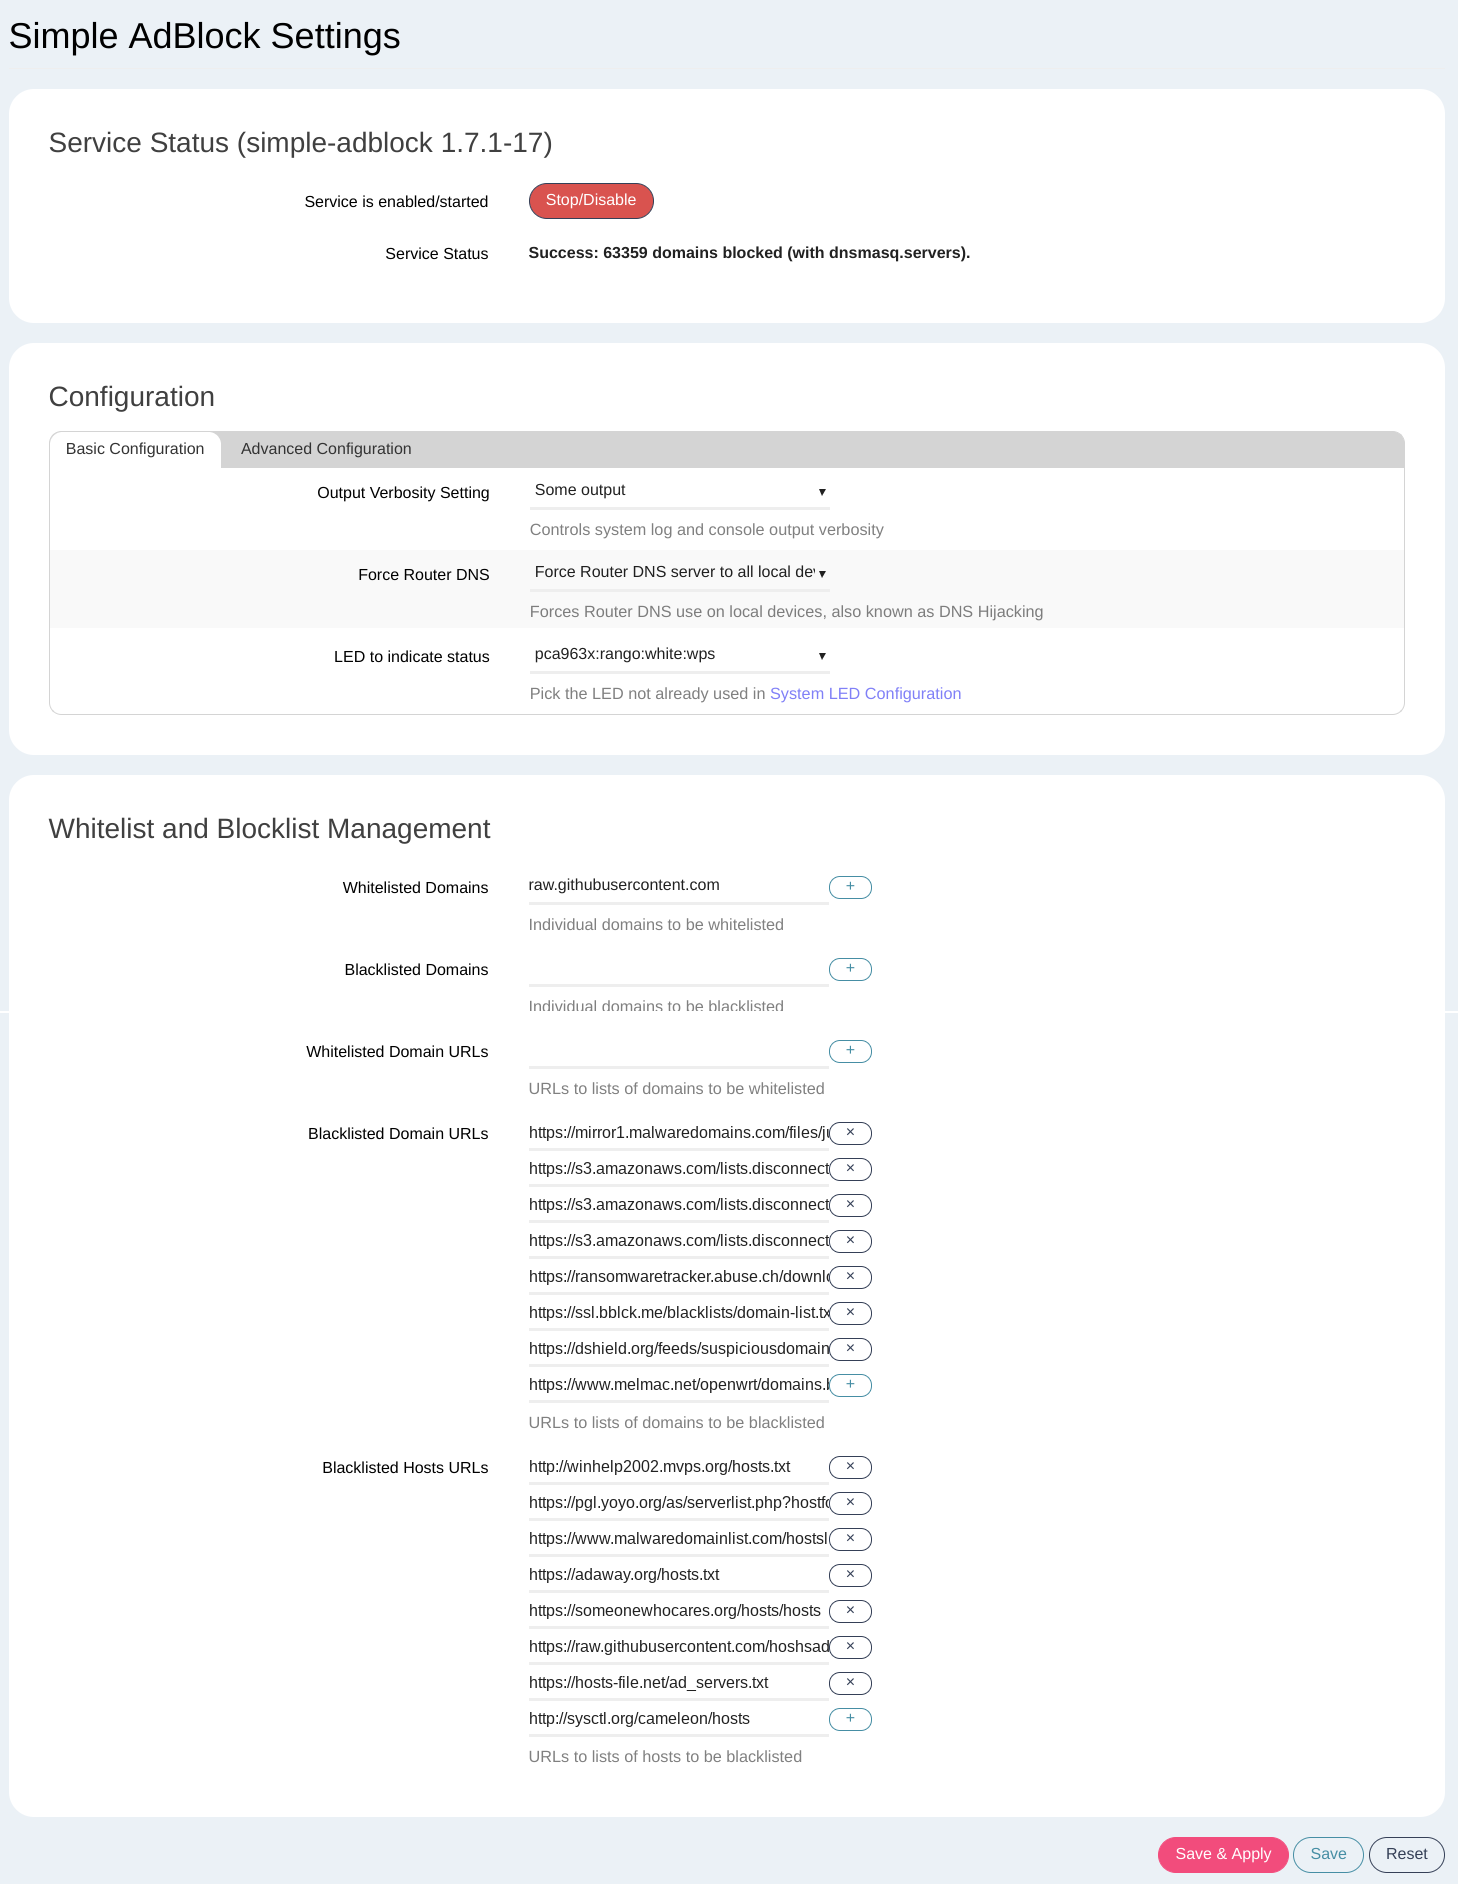 Simple AdBlock Settings
Service Status (simple-adblock 1.7.1-17)
Service is enabled/started Stop/Disable
Service Status Success: 63359 domains blocked (with dnsmasq.servers).
Configuration
Basic Configuration Advanced Configuration
Output Verbosity Setting Some output ▼
Controls system log and console output verbosity
Force Router DNS Force Router DNS server to all local dev ▼
Forces Router DNS use on local devices, also known as DNS Hijacking
LED to indicate status pca963x:rango:white:wps ▼
Pick the LED not already used in System LED Configuration
Whitelist and Blocklist Management
Whitelisted Domains raw.githubusercontent.com +
Individual domains to be whitelisted
Blacklisted Domains +
Individual domains to be blacklisted
Whitelisted Domain URLs +
URLs to lists of domains to be whitelisted
Blacklisted Domain URLs https://mirror1.malwaredomains.com/files/ju ×
https://s3.amazonaws.com/lists.disconnect ×
https://s3.amazonaws.com/lists.disconnect ×
https://s3.amazonaws.com/lists.disconnect ×
https://ransomwaretracker.abuse.ch/downlo ×
https://ssl.bblck.me/blacklists/domain-list.tx ×
https://dshield.org/feeds/suspiciousdomain ×
https://www.melmac.net/openwrt/domains.b +
URLs to lists of domains to be blacklisted
Blacklisted Hosts URLs http://winhelp2002.mvps.org/hosts.txt ×
https://pgl.yoyo.org/as/serverlist.php?hostfo ×
https://www.malwaredomainlist.com/hostsl ×
https://adaway.org/hosts.txt ×
https://someonewhocares.org/hosts/hosts ×
https://raw.githubusercontent.com/hoshsad ×
https://hosts-file.net/ad_servers.txt ×
http://sysctl.org/cameleon/hosts +
URLs to lists of hosts to be blacklisted
Save & Apply Save Reset